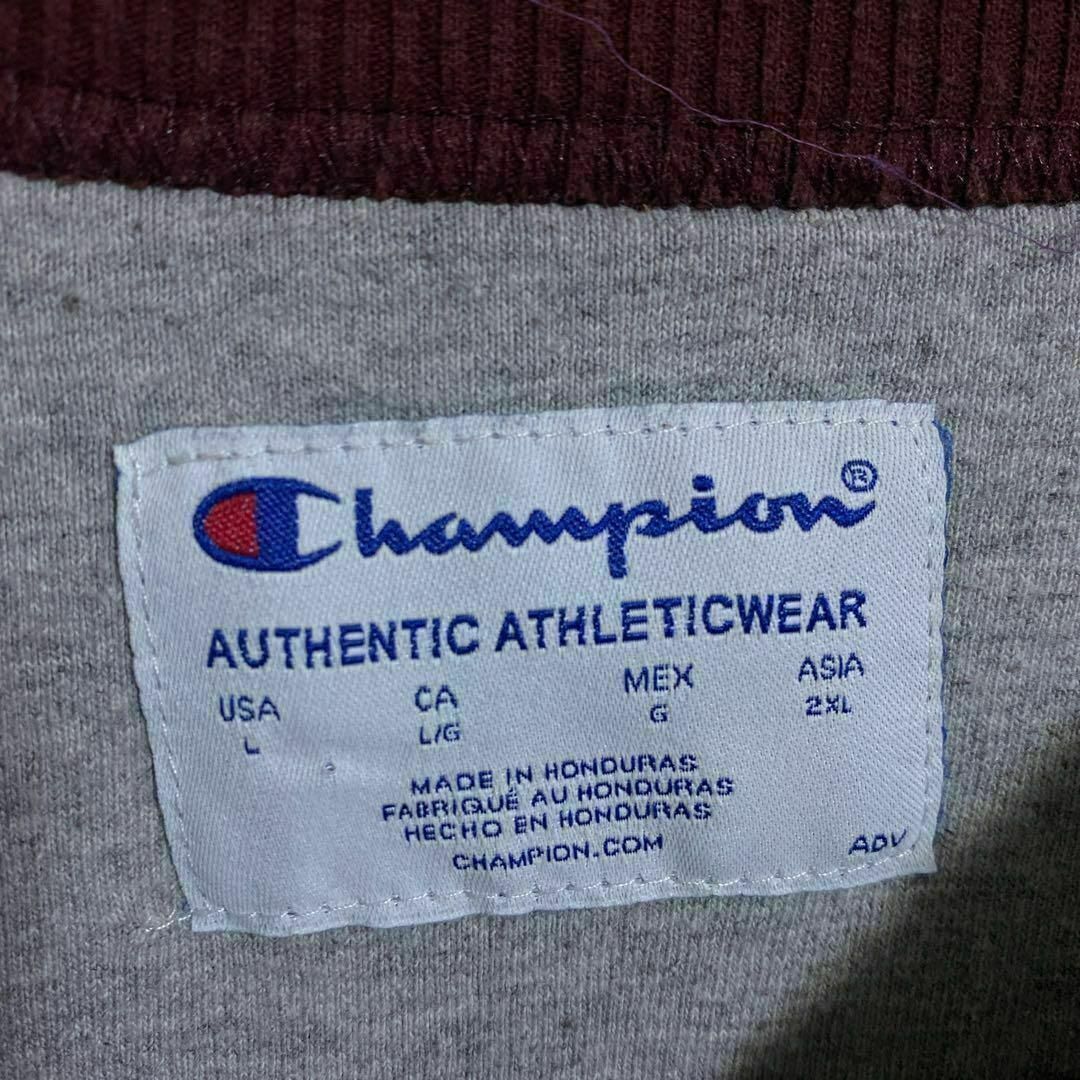 Champion®
AUTHENTIC ATHLETICWEAR
USA CA MEX ASIA
L L/G G 2XL
MADE IN HONDURAS
FABRIQUÉ AU HONDURAS
HECHO EN HONDURAS
CHAMPION.COM
ADV